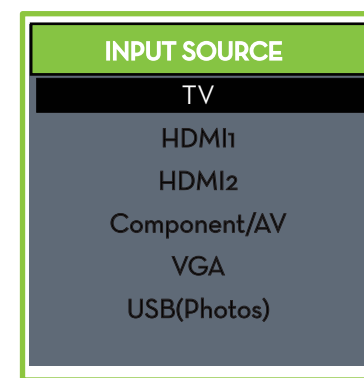 INPUT SOURCE
TV
HDMI1
HDMI2
Component/AV
VGA
USB(Photos)